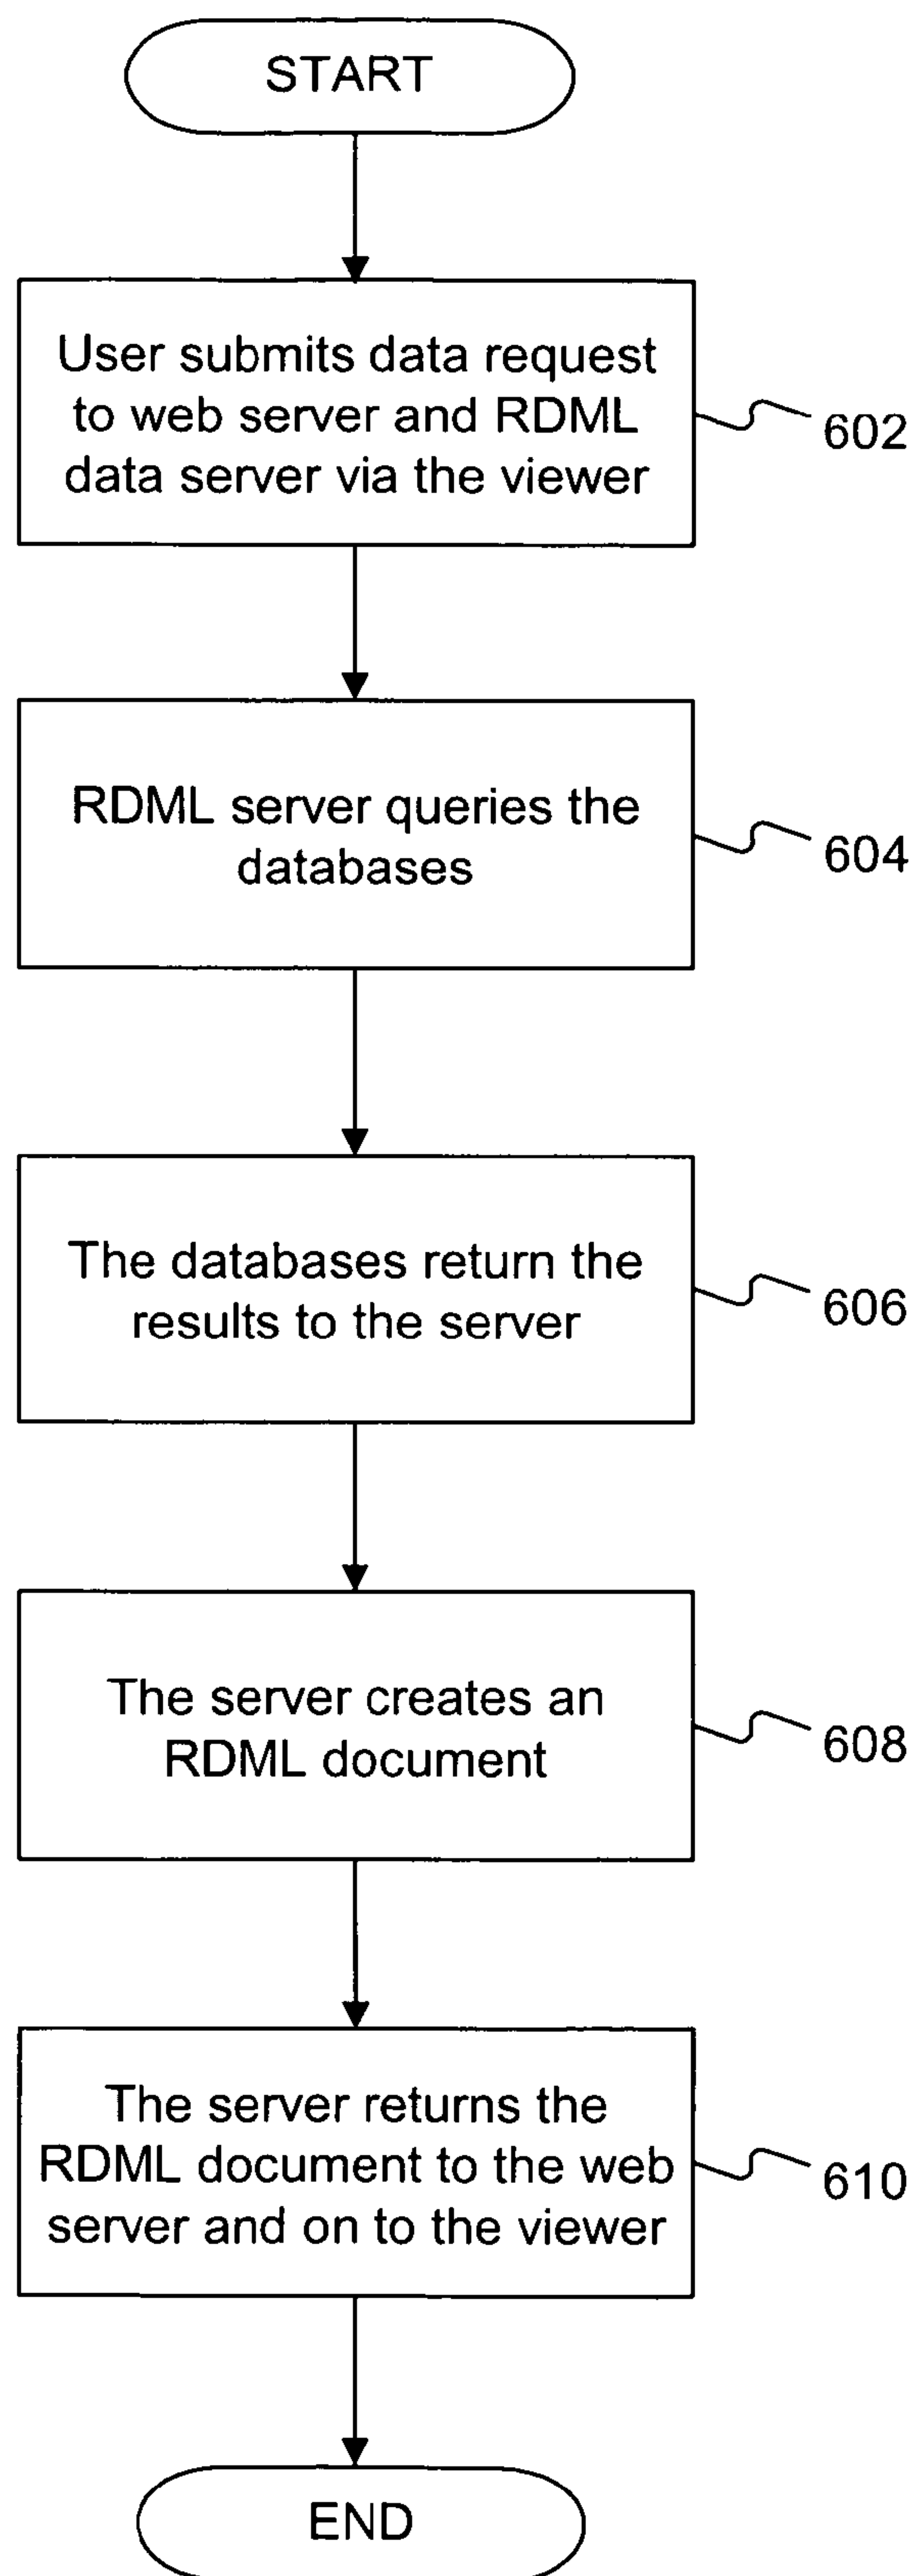 START
User submits data request
to web server and RDML
data server via the viewer
602
RDML server queries the
databases
604
The databases return the
results to the server
606
The server creates an
RDML document
608
The server returns the
RDML document to the web
server and on to the viewer
610
END